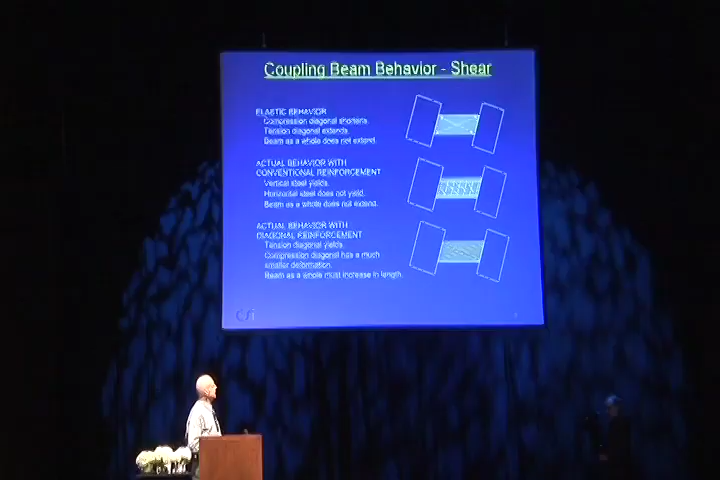 Coupling Beam Behavior - Shear
ELASTIC BEHAVIOR
Compression diagonal shortens.
Tension diagonal extends.
Beam as a whole does not extend.
ACTUAL BEHAVIOR WITH
CONVENTIONAL REINFORCEMENT
Vertical steel yields.
Horizontal steel does not yield.
Beam as a whole does not extend.
ACTUAL BEHAVIOR WITH
DIAGONAL REINFORCEMENT
Tension diagonal yields.
Compression diagonal has a much
smaller deformation.
Beam as a whole must increase in length.
CSi